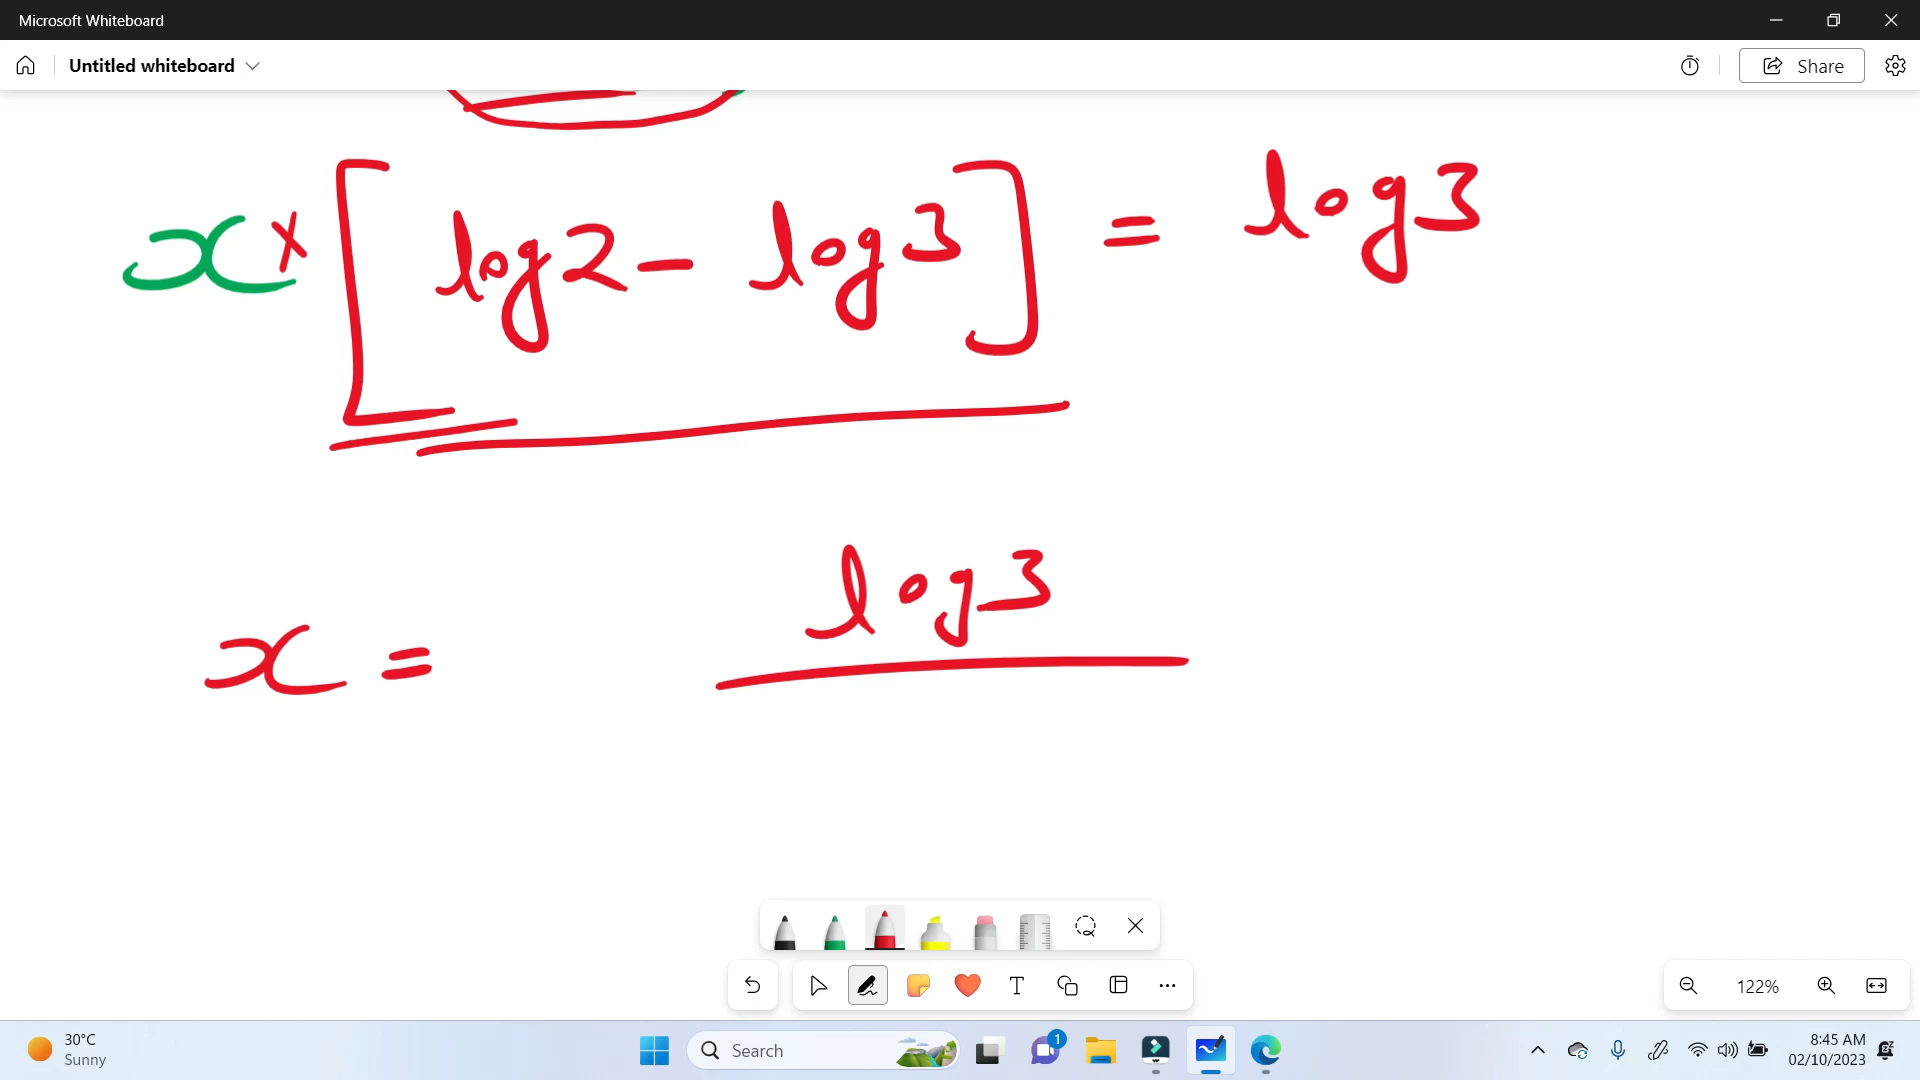 Microsoft Whiteboard
Untitled whiteboard
Share
x × [ log2 - log3 ] = log3
x = log3
122%
30°C
Sunny
Search
1
8:45 AM
02/10/2023